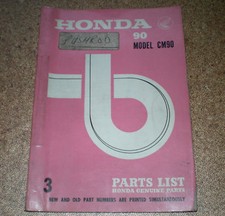 HONDA
90
MODEL CM90
3
PARTS LIST
HONDA GENUINE PARTS
NEW AND OLD PART NUMBERS ARE PRINTED SIMULTANEOUSLY